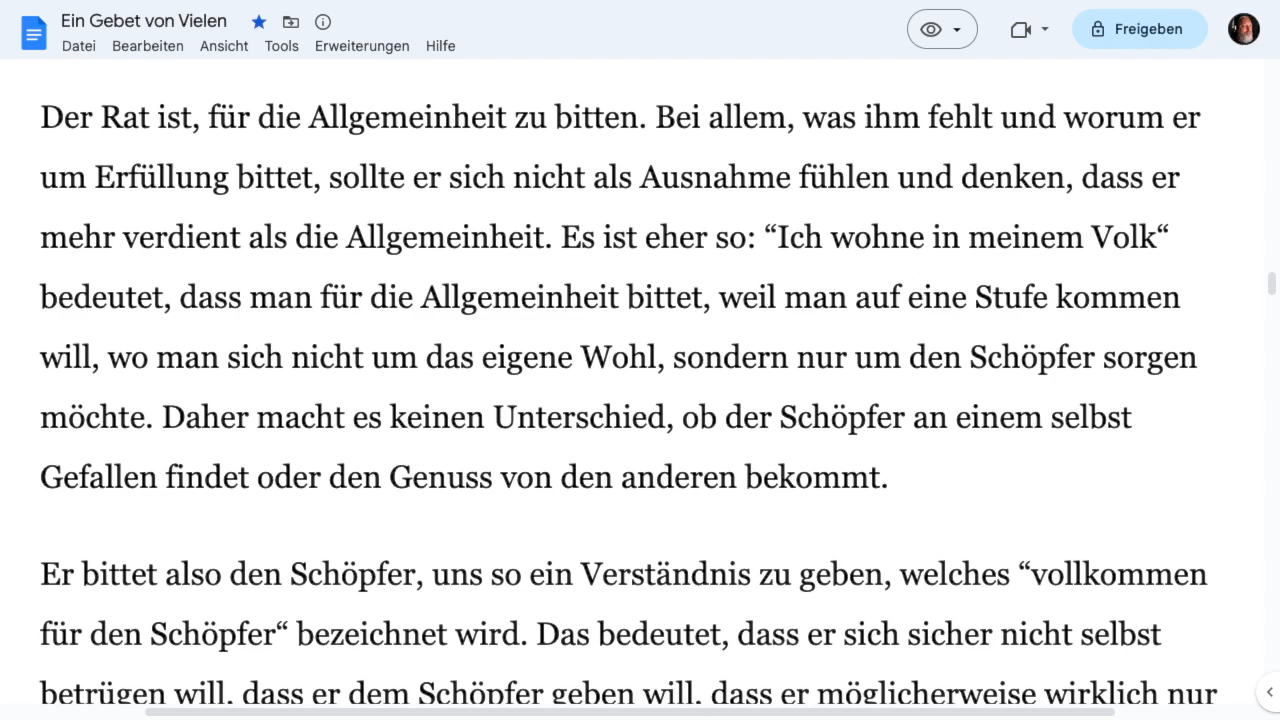 Ein Gebet von Vielen
Datei Bearbeiten Ansicht Tools Erweiterungen Hilfe
Freigeben
Der Rat ist, für die Allgemeinheit zu bitten. Bei allem, was ihm fehlt und worum er
um Erfüllung bittet, sollte er sich nicht als Ausnahme fühlen und denken, dass er
mehr verdient als die Allgemeinheit. Es ist eher so: “Ich wohne in meinem Volk“
bedeutet, dass man für die Allgemeinheit bittet, weil man auf eine Stufe kommen
will, wo man sich nicht um das eigene Wohl, sondern nur um den Schöpfer sorgen
möchte. Daher macht es keinen Unterschied, ob der Schöpfer an einem selbst
Gefallen findet oder den Genuss von den anderen bekommt.
Er bittet also den Schöpfer, uns so ein Verständnis zu geben, welches “vollkommen
für den Schöpfer“ bezeichnet wird. Das bedeutet, dass er sich sicher nicht selbst
betrügen will, dass er dem Schöpfer geben will, dass er möglicherweise wirklich nur